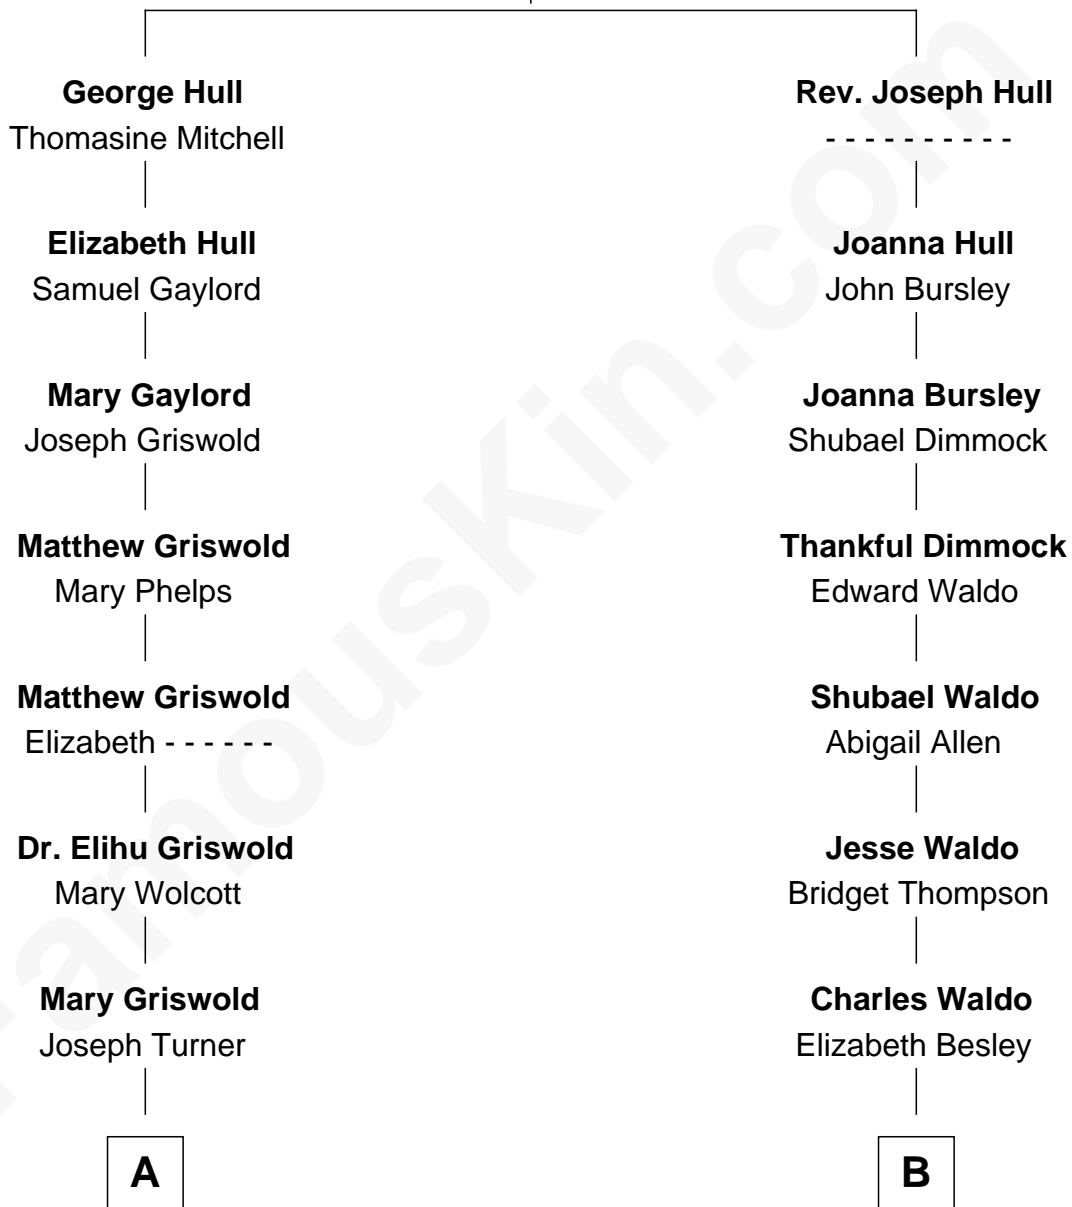 George Hull
Thomasine Mitchell
Elizabeth Hull
Samuel Gaylord
Mary Gaylord
Joseph Griswold
Matthew Griswold
Mary Phelps
Matthew Griswold
Elizabeth - - - - - -
Dr. Elihu Griswold
Mary Wolcott
Mary Griswold
Joseph Turner
A
Rev. Joseph Hull
- - - - - - - - - -
Joanna Hull
John Bursley
Joanna Bursley
Shubael Dimmock
Thankful Dimmock
Edward Waldo
Shubael Waldo
Abigail Allen
Jesse Waldo
Bridget Thompson
Charles Waldo
Elizabeth Besley
B
FamousKin.com